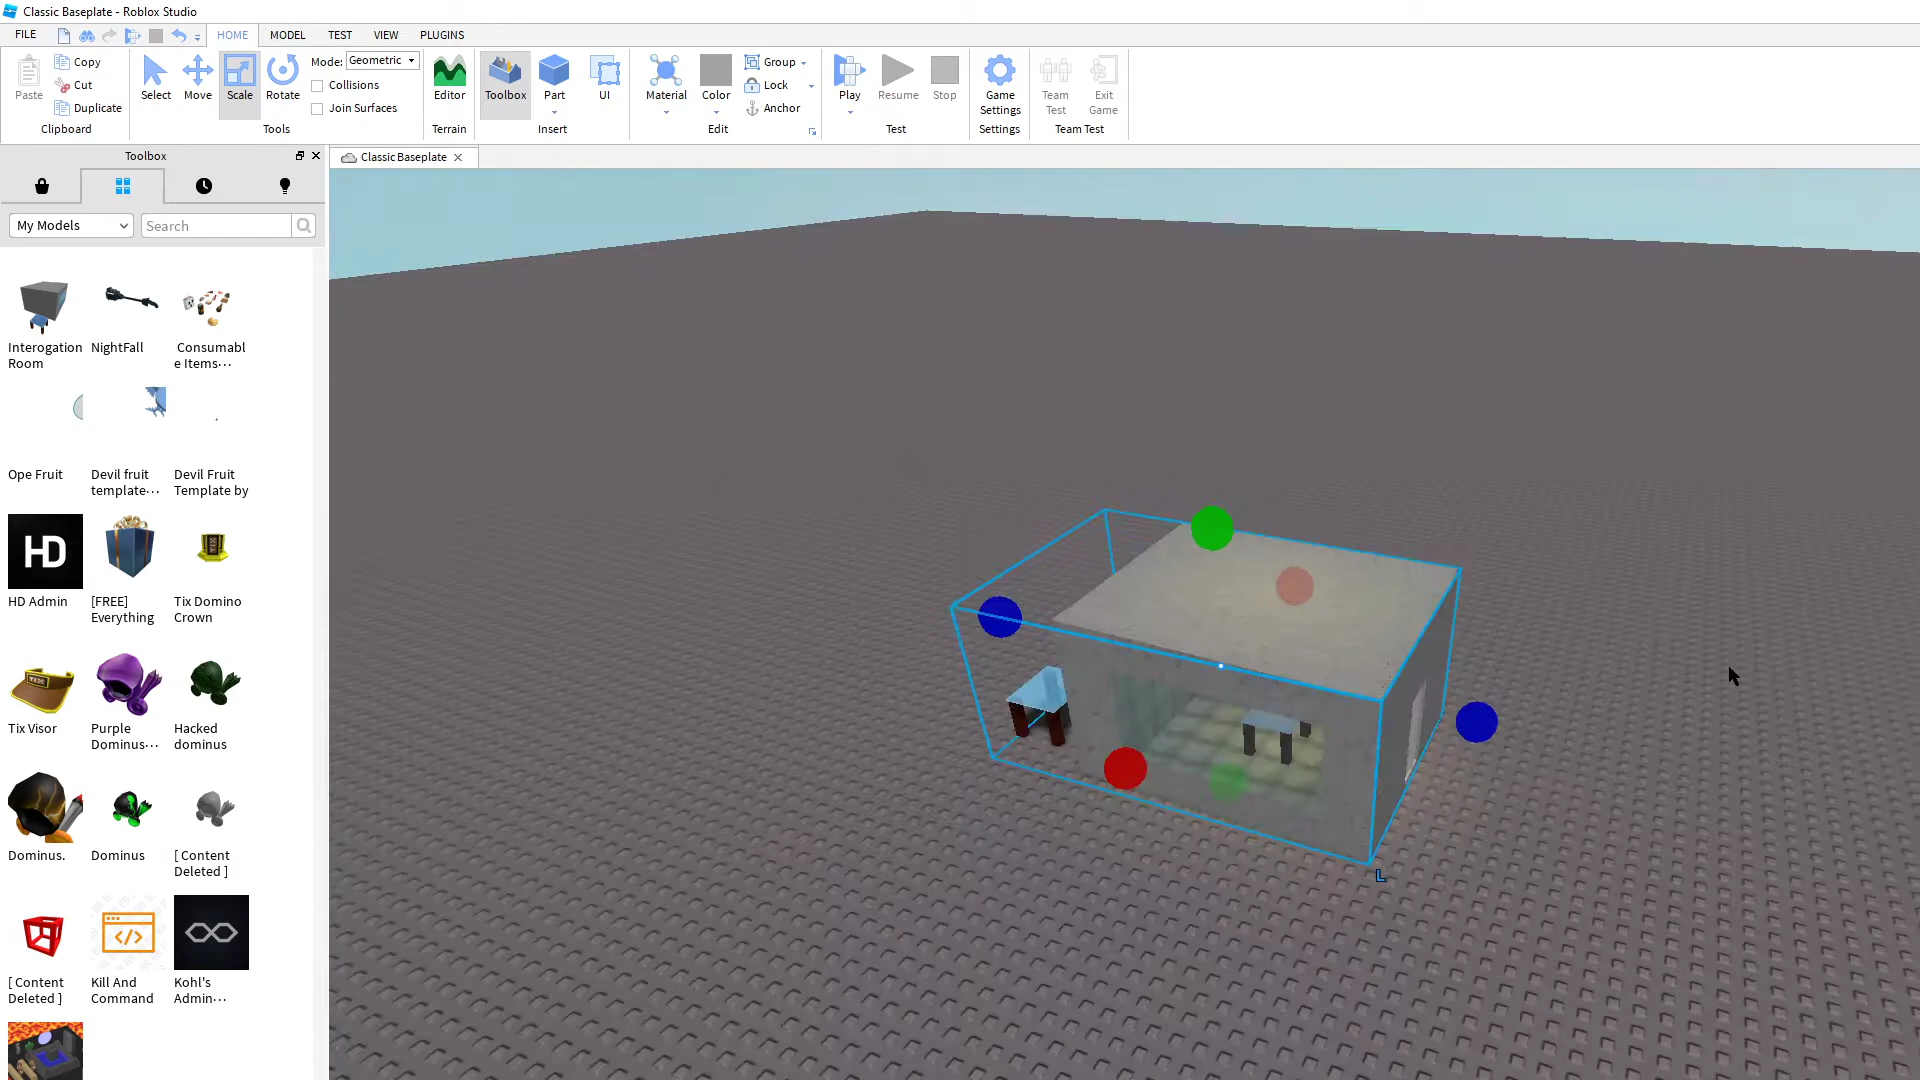 Classic Baseplate - Roblox Studio
FILE
HOME
MODEL
TEST
VIEW
PLUGINS
Paste
Copy
Cut
Duplicate
Clipboard
Select
Move
Scale
Rotate
Mode: Geometric
Collisions
Join Surfaces
Tools
Editor
Terrain
Toolbox
Part
UI
Insert
Material
Color
Group
Lock
Anchor
Edit
Play
Resume
Stop
Test
Game
Settings
Settings
Team
Test
Exit
Game
Team Test
Toolbox
Classic Baseplate
My Models
Search
Interogation
Room
NightFall
Consumabl
e Items...
Ope Fruit
Devil fruit
template...
Devil Fruit
Template by
HD
HD Admin
[FREE]
Everything
Tix Domino
Crown
TIX
Tix Visor
Purple
Dominus...
Hacked
dominus
Dominus.
Dominus
[ Content
Deleted ]
[ Content
Deleted ]
</>
Kill And
Command
Kohl's
Admin...
L